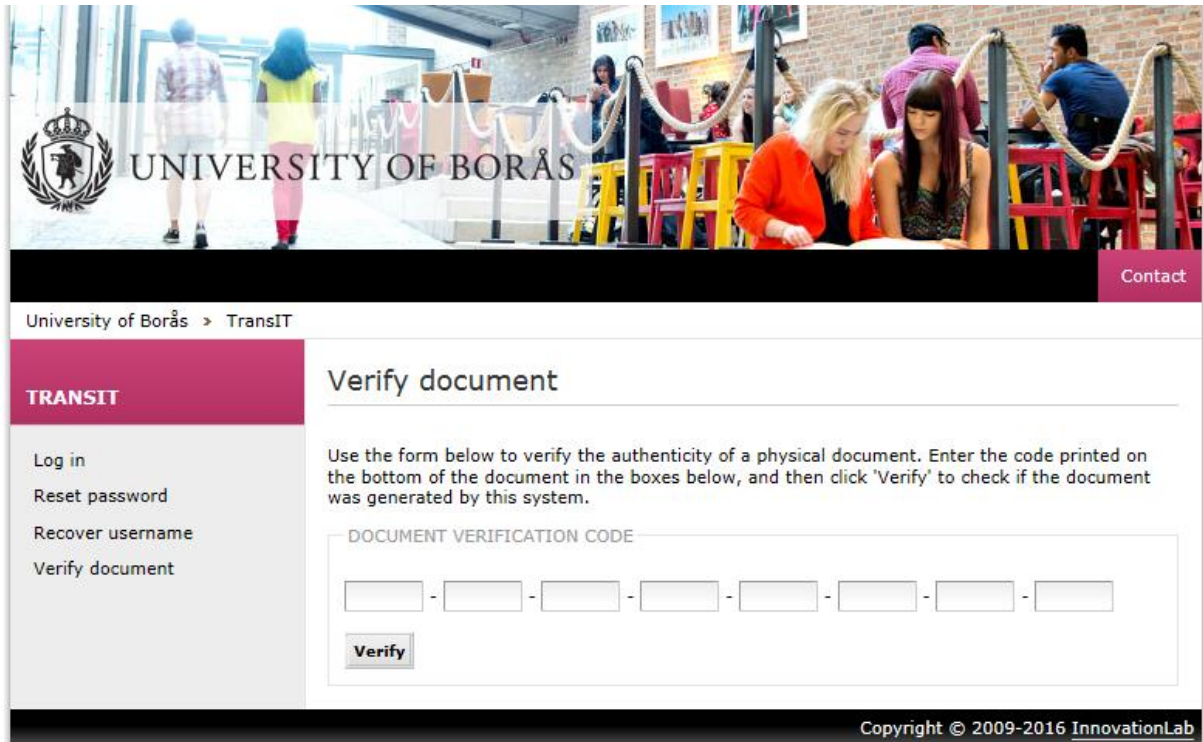 UNIVERSITY OF BORÅS
Contact
University of Borås » TransIT
TRANSIT
Log in
Reset password
Recover username
Verify document
Verify document
Use the form below to verify the authenticity of a physical document. Enter the code printed on
the bottom of the document in the boxes below, and then click 'Verify' to check if the document
was generated by this system.
DOCUMENT VERIFICATION CODE
- - - - - - -
Verify
Copyright © 2009-2016 InnovationLab